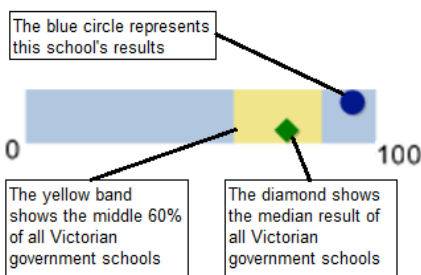 The blue circle represents
this school's results
0
100
The yellow band
shows the middle 60%
of all Victorian
government schools
The diamond shows
the median result of
all Victorian
government schools